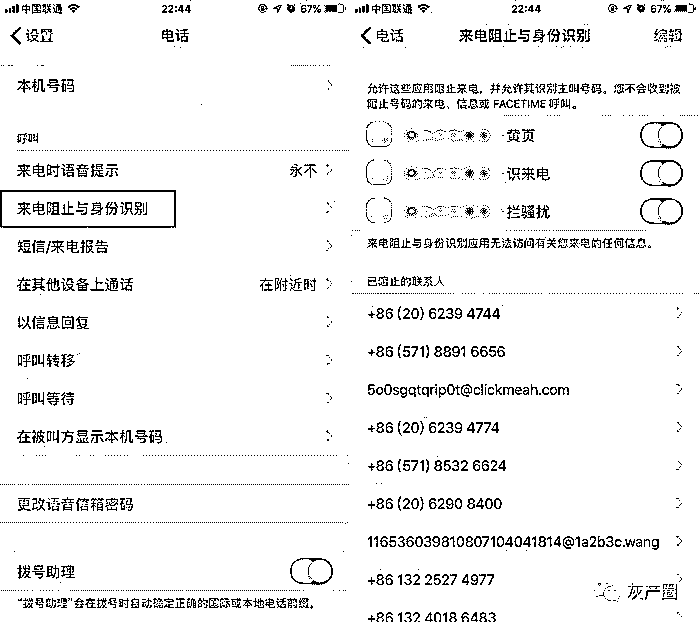 中国联通
22:44
67%
设置
电话
本机号码
呼叫
来电时语音提示
永不
来电阻止与身份识别
短信/来电报告
在其他设备上通话
在附近时
以信息回复
呼叫转移
呼叫等待
在被叫方显示本机号码
更改语音信箱密码
拨号助理
“拨号助理”会在拨号时自动确定正确的国际或本地电话前缀。
中国联通
22:44
67%
电话
来电阻止与身份识别
编辑
允许这些应用阻止来电，并允许其识别主叫号码。您不会收到被
阻止号码的来电、信息或 FACETIME 呼叫。
黄页
识来电
拦骚扰
来电阻止与身份识别应用无法访问有关您来电的任何信息。
已阻止的联系人
+86 (20) 6239 4744
+86 (571) 8891 6656
5o0sgqtqrip0t@clickmeah.com
+86 (20) 6239 4774
+86 (571) 8532 6624
+86 (20) 6290 8400
116536039810807104041814@1a2b3c.wang
+86 132 2527 4977
+86 132 4018 6483
灰产圈